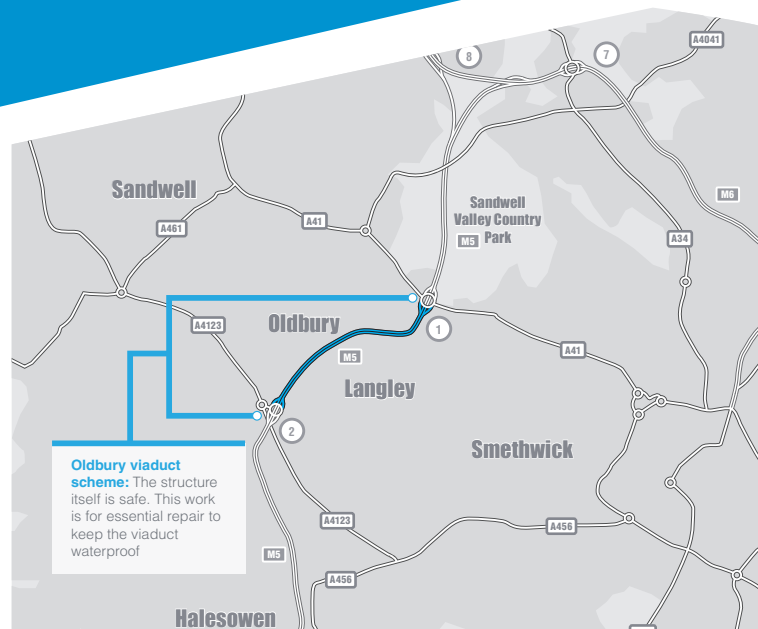 A4041
8
7
M6
Sandwell
A461
A41
Sandwell
Valley Country
M5 Park
A34
A4123
Oldbury
1
M5
A41
Langley
2
Smethwick
Oldbury viaduct
scheme: The structure
itself is safe. This work
is for essential repair to
keep the viaduct
waterproof
A4123
A456
M5
A456
Halesowen